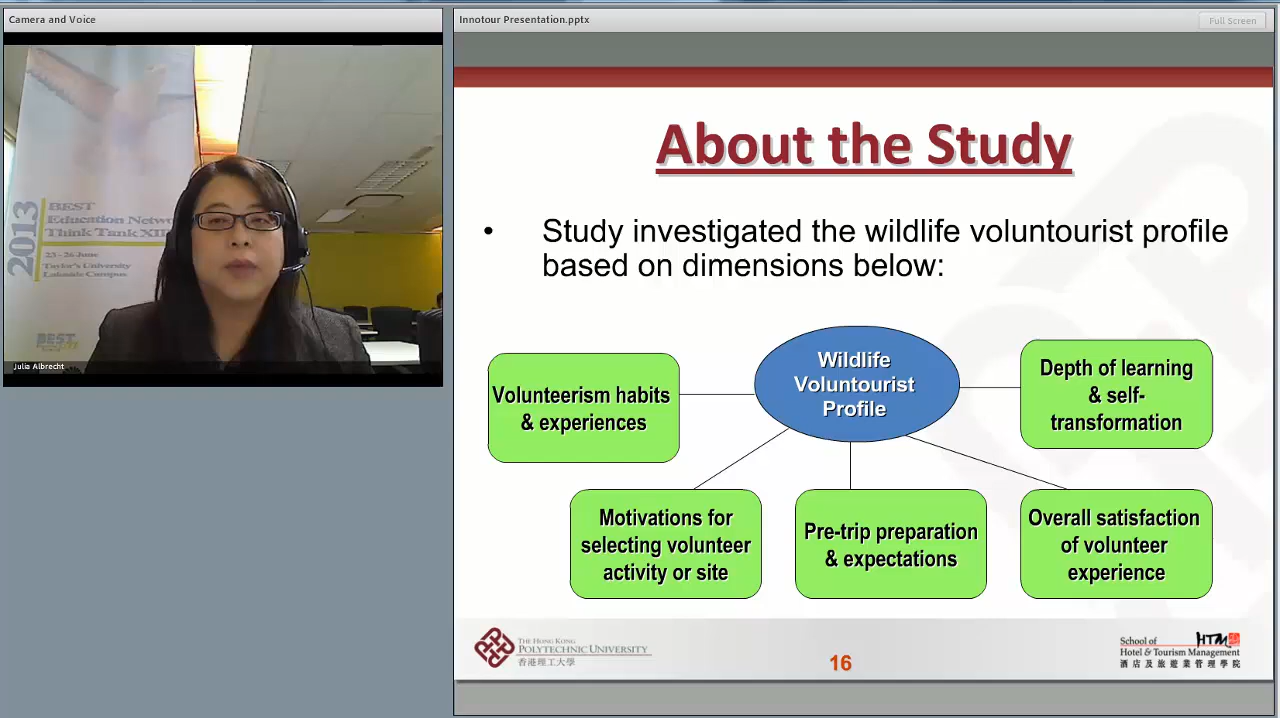 Camera and Voice
2013
BEST
Education Netw
Think Tank XII
23 - 26 June
Taylor's University
Lakeside Campus
BEST
Julia Albrecht
Innotour Presentation.pptx
Full Screen
About the Study
• Study investigated the wildlife voluntourist profile
based on dimensions below:
Wildlife
Voluntourist
Profile
Volunteerism habits
& experiences
Depth of learning
& self-
transformation
Motivations for
selecting volunteer
activity or site
Pre-trip preparation
& expectations
Overall satisfaction
of volunteer
experience
THE HONG KONG
POLYTECHNIC UNIVERSITY
香港理工大學
16
School of HTM
Hotel & Tourism Management
酒店及旅遊業管理學院